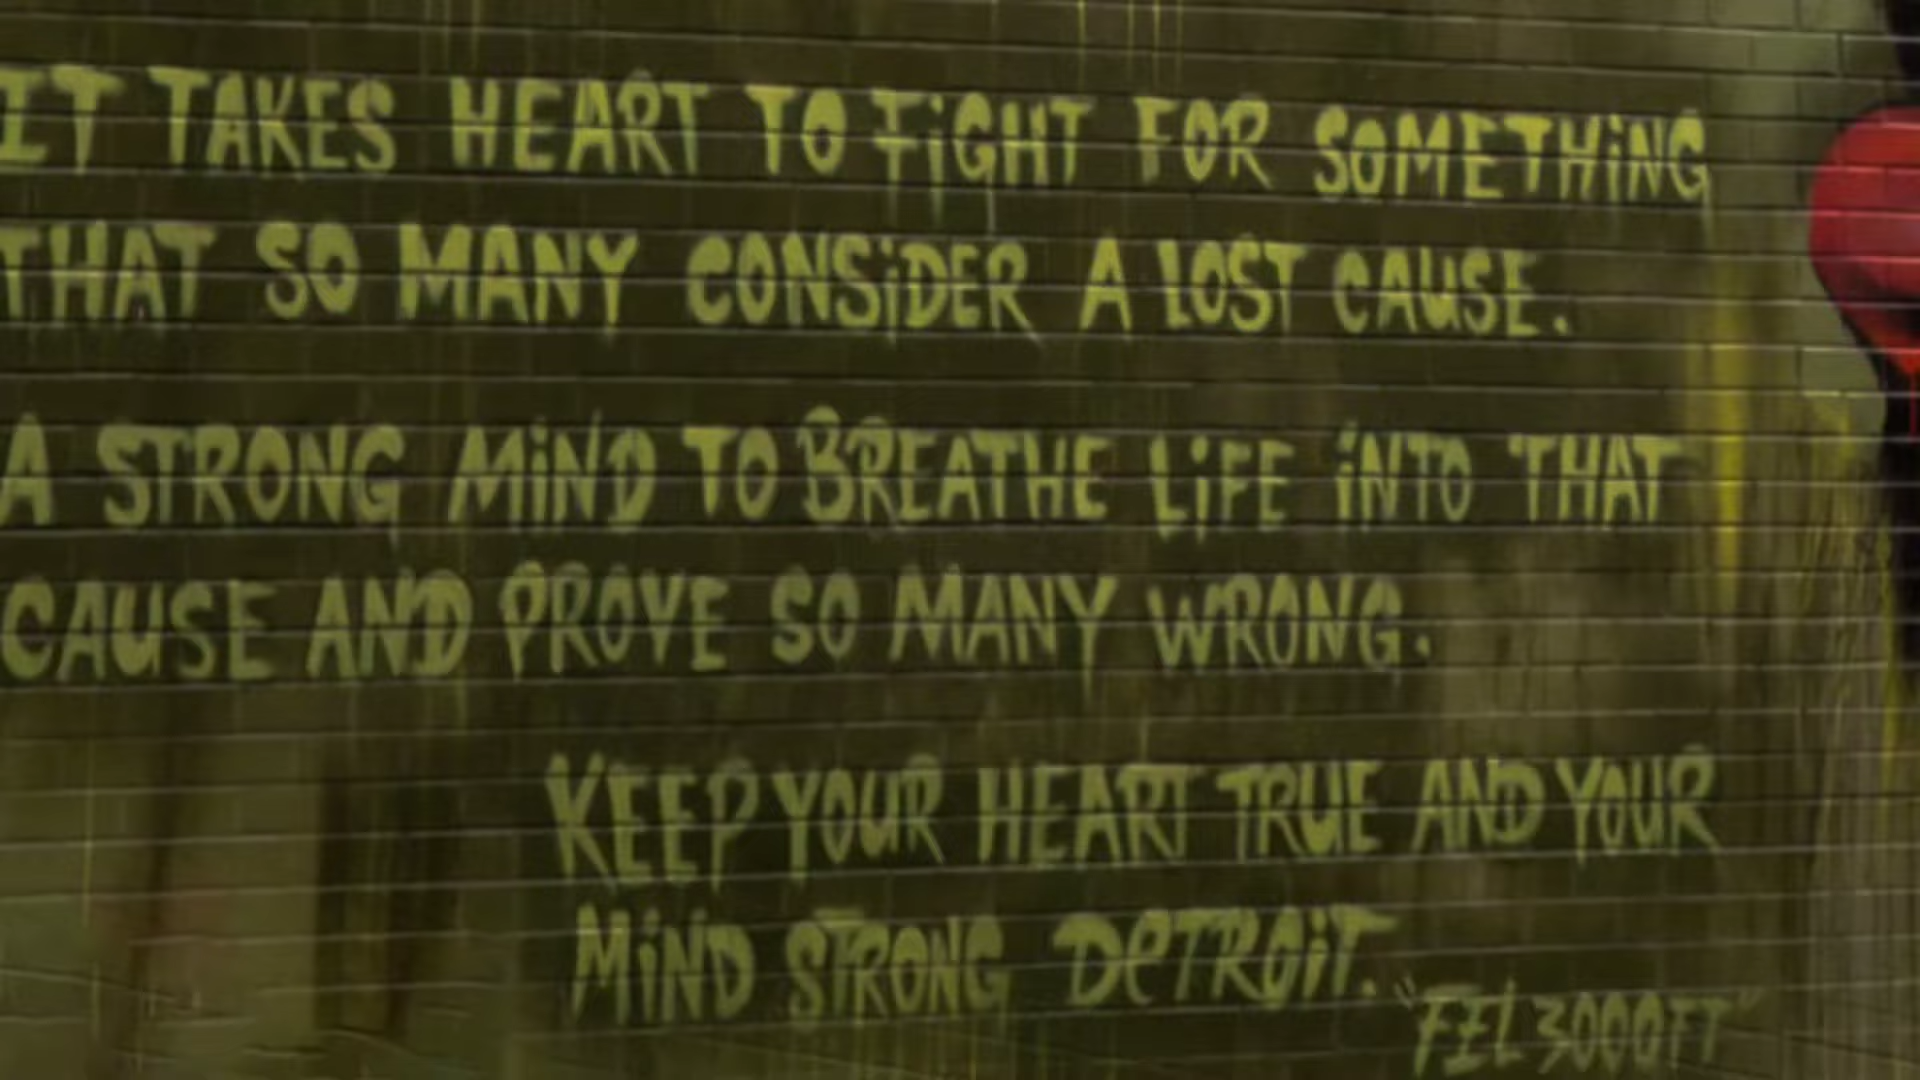 IT TAKES HEART TO FiGHT FOR SOMETHiNG
THAT SO MANY CONSiDER A LOST CAUSE.
A STRONG MiND TO BREATHE LiFE iNTO THAT
CAUSE AND PROVE SO MANY WRONG.
KEEP YOUR HEART TRUE AND YOUR
MiND STRONG DeTROiT.
"FEL3000FT"